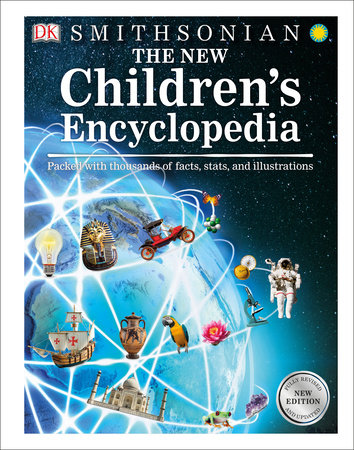 DK
SMITHSONIAN
THE NEW
Children's
Encyclopedia
Packed with thousands of facts, stats, and illustrations
FULLY REVISED
NEW
EDITION
AND UPDATED